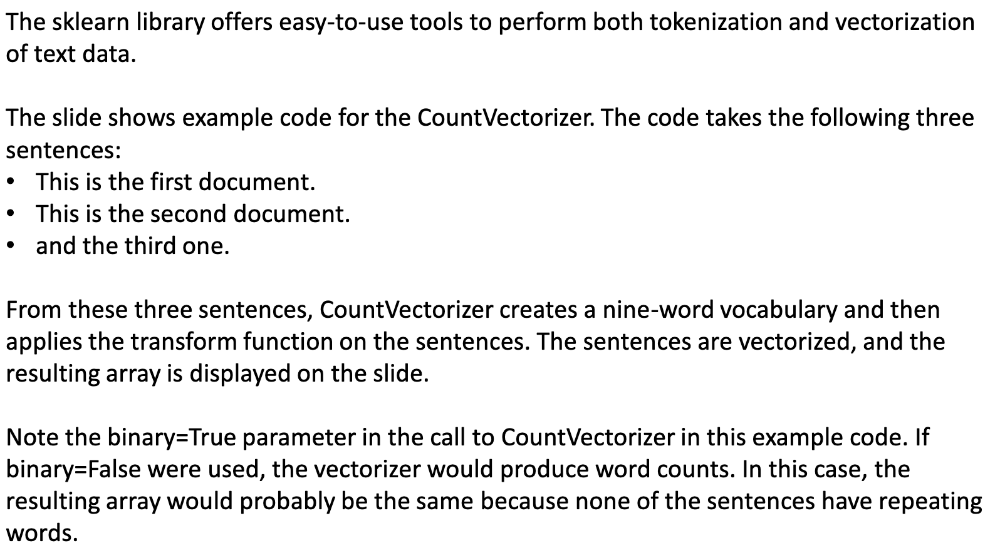 The sklearn library offers easy-to-use tools to perform both tokenization and vectorization
of text data.
The slide shows example code for the CountVectorizer. The code takes the following three
sentences:
• This is the first document.
• This is the second document.
• and the third one.
From these three sentences, CountVectorizer creates a nine-word vocabulary and then
applies the transform function on the sentences. The sentences are vectorized, and the
resulting array is displayed on the slide.
Note the binary=True parameter in the call to CountVectorizer in this example code. If
binary=False were used, the vectorizer would produce word counts. In this case, the
resulting array would probably be the same because none of the sentences have repeating
words.